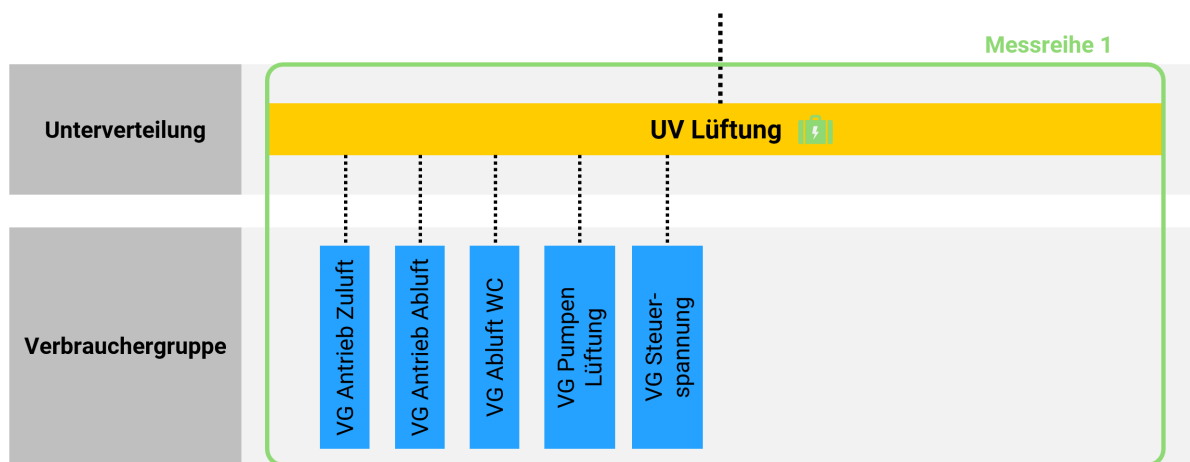 Messreihe 1
Unterverteilung
UV Lüftung
Verbrauchergruppe
VG Antrieb Zuluft
VG Antrieb Abluft
VG Abluft WC
VG Pumpen
Lüftung
VG Steuer-
spannung